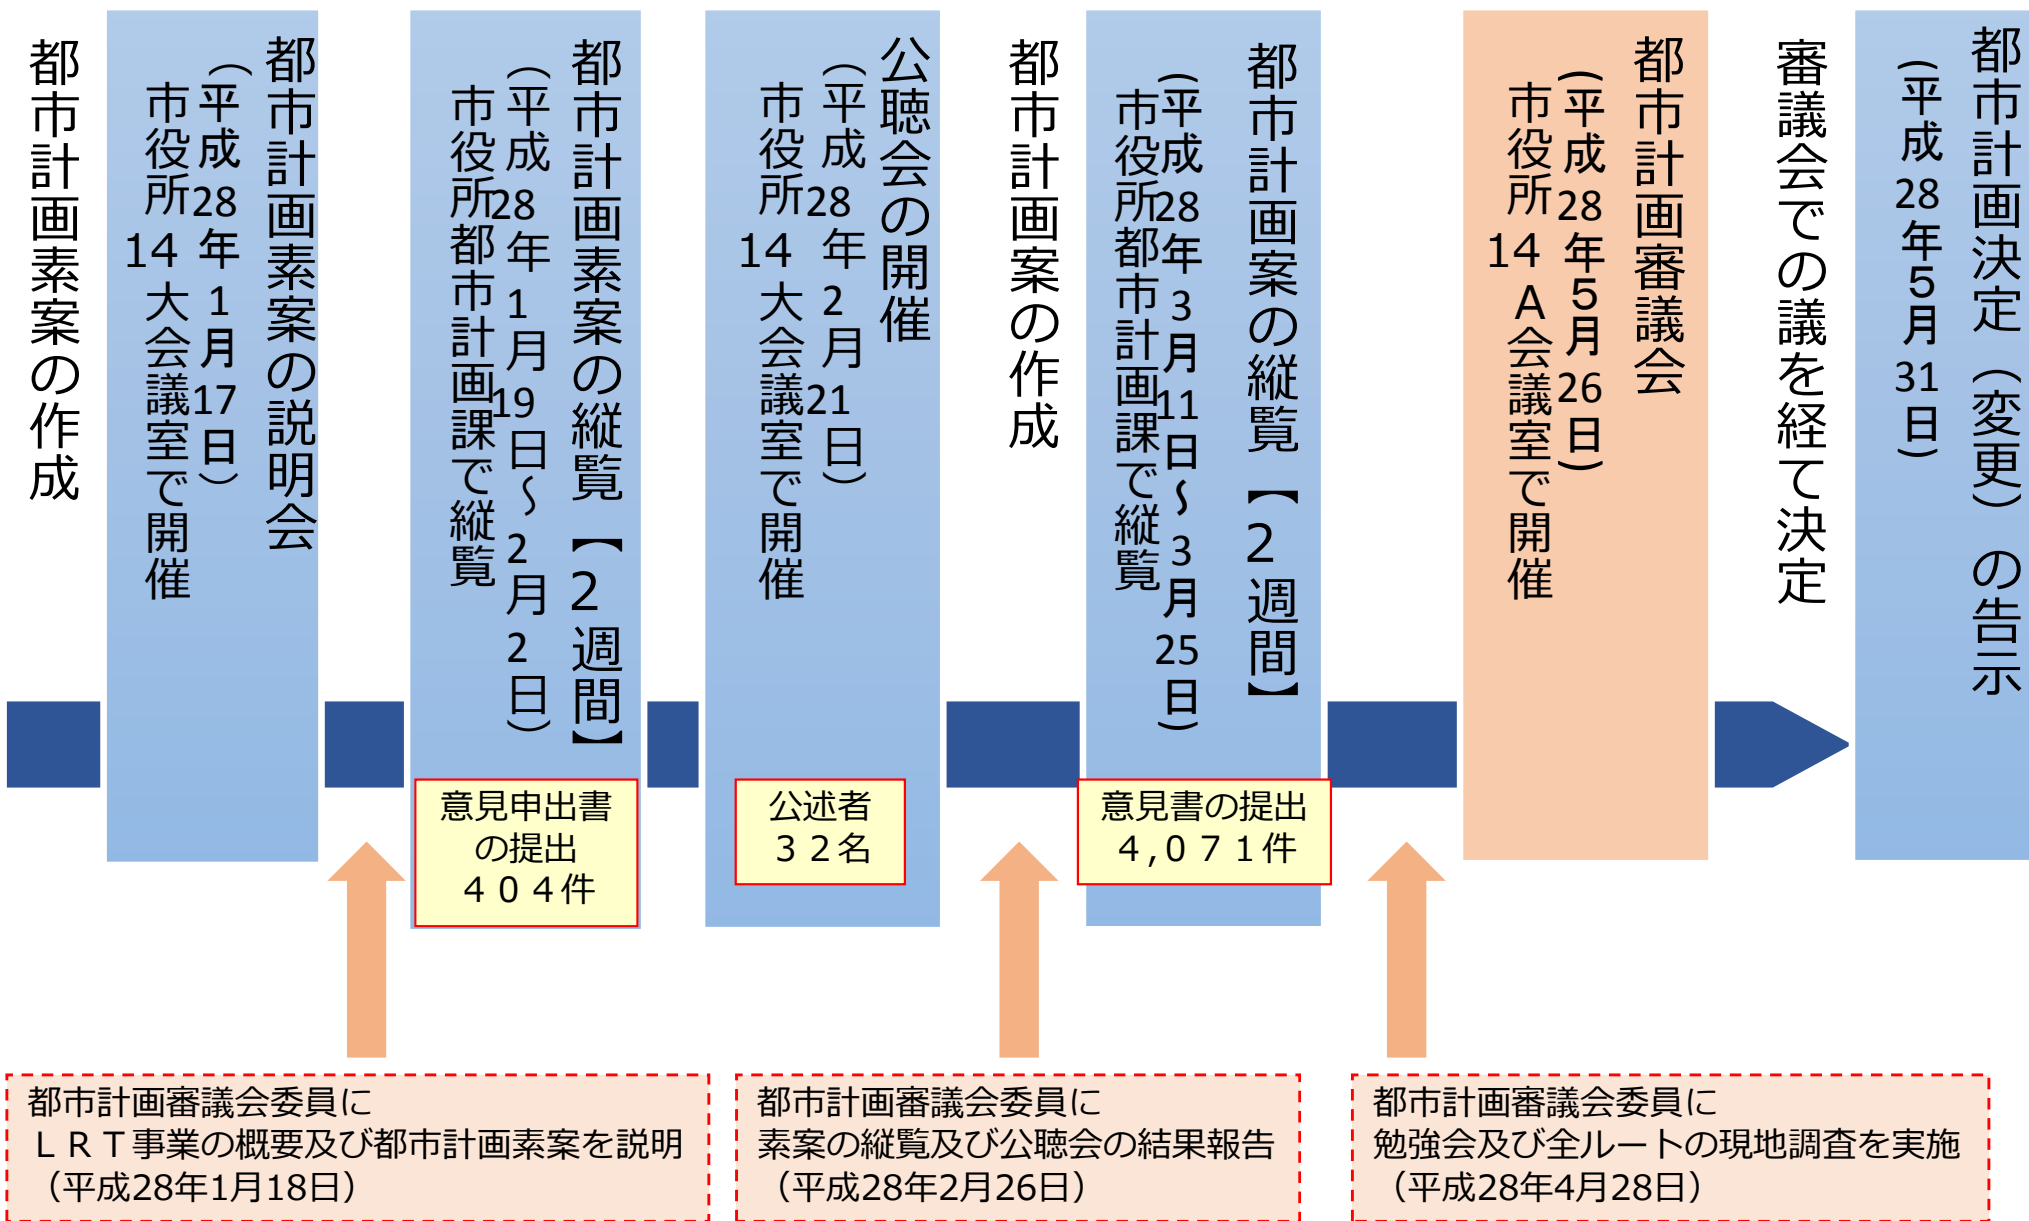 都市計画素案の作成
都市計画素案の説明会
（平成28年1月17日）
市役所14大会議室で開催
都市計画素案の縦覧【２週間】
（平成28年1月19日～2月2日）
市役所都市計画課で縦覧
意見申出書
の提出
４０４件
公聴会の開催
（平成28年2月21日）
市役所14大会議室で開催
公述者
３２名
都市計画案の作成
都市計画案の縦覧【２週間】
(平成28年3月11日～3月25日)
市役所都市計画課で縦覧
意見書の提出
４,０７１件
都市計画審議会
(平成28年５月26日)
市役所14Ａ会議室で開催
審議会での議を経て決定
都市計画決定（変更）の告示
(平成28年５月31日)
都市計画審議会委員に
ＬＲＴ事業の概要及び都市計画素案を説明
（平成28年1月18日）
都市計画審議会委員に
素案の縦覧及び公聴会の結果報告
（平成28年2月26日）
都市計画審議会委員に
勉強会及び全ルートの現地調査を実施
（平成28年4月28日）